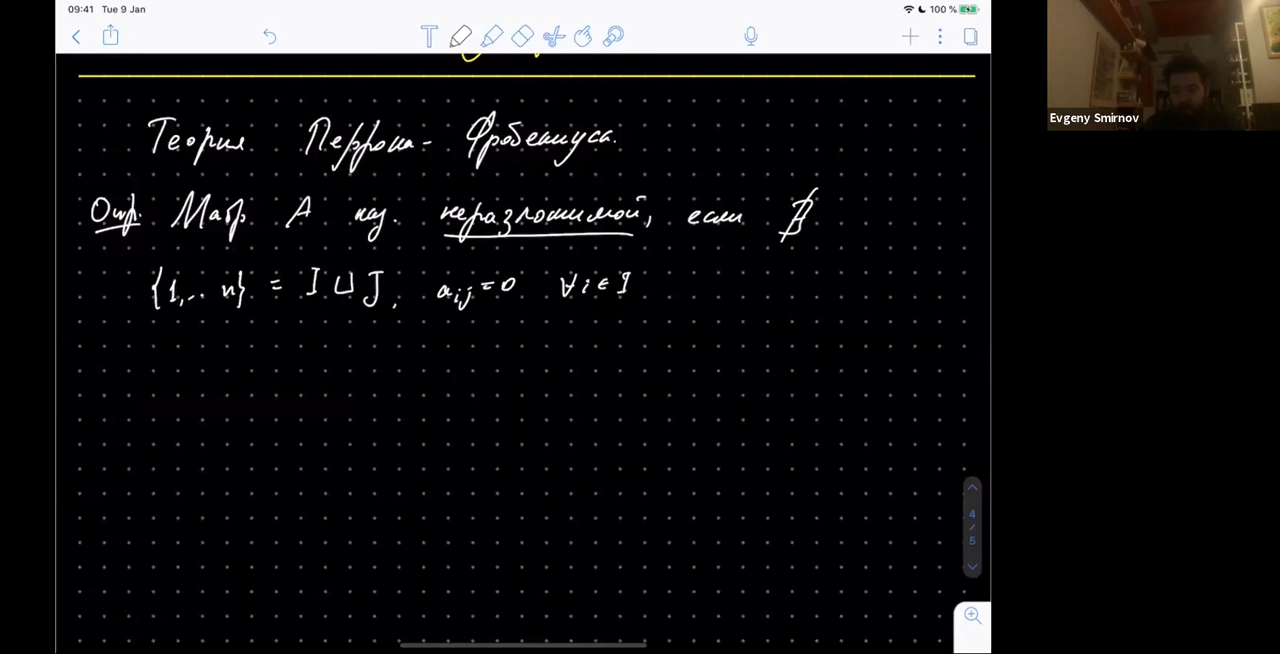 09:41 Tue 9 Jan
100 %
Evgeny Smirnov
Теория Перрона-Фробениуса.
Опр. Матр. A наз. неразложимой, если ∄
{1,.. n} = I ⊔ J, a_ij = 0 ∀ i ∈ I
4
/
5